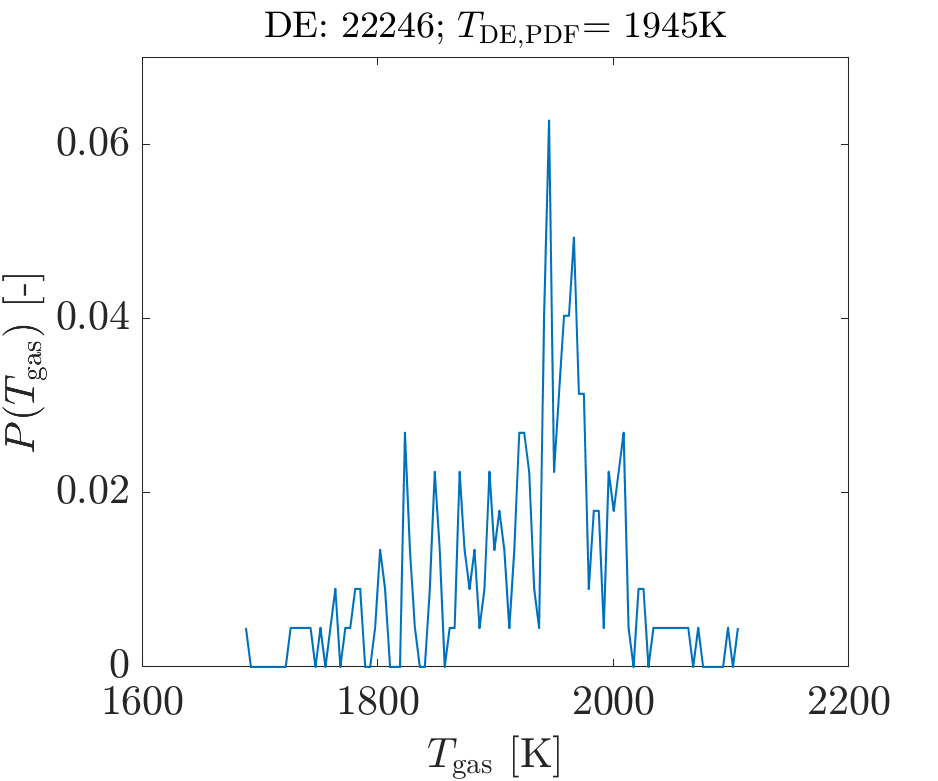 DE: 22246; T_DE,PDF= 1945K
0.06
0.04
0.02
0
P(T_gas) [-]
1600 1800 2000 2200
T_gas [K]